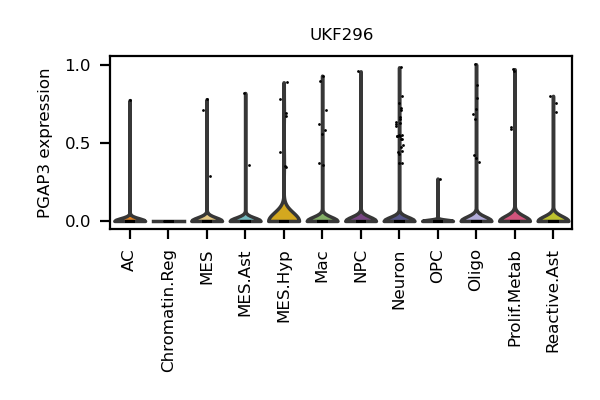 UKF296
PGAP3 expression
1.0
0.5
0.0
AC
Chromatin.Reg
MES
MES.Ast
MES.Hyp
Mac
NPC
Neuron
OPC
Oligo
Prolif.Metab
Reactive.Ast